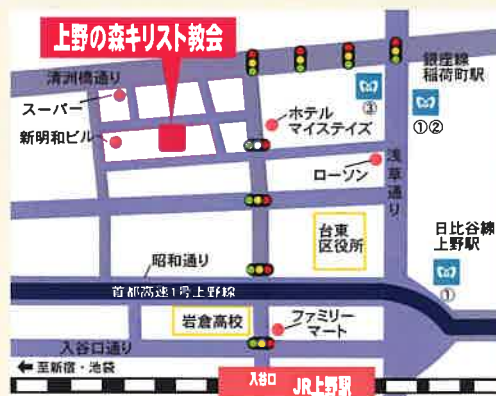 上野の森キリスト教会
清洲橋通り
銀座線
稲荷町駅
スーパー
③
ホテル
マイステイズ
①②
新明和ビル
ローソン
浅草通り
台東
区役所
日比谷線
上野駅
昭和通り
①
首都高速1号上野線
岩倉高校
ファミリー
マート
入谷口通り
至新宿・池袋
入谷口 JR上野駅